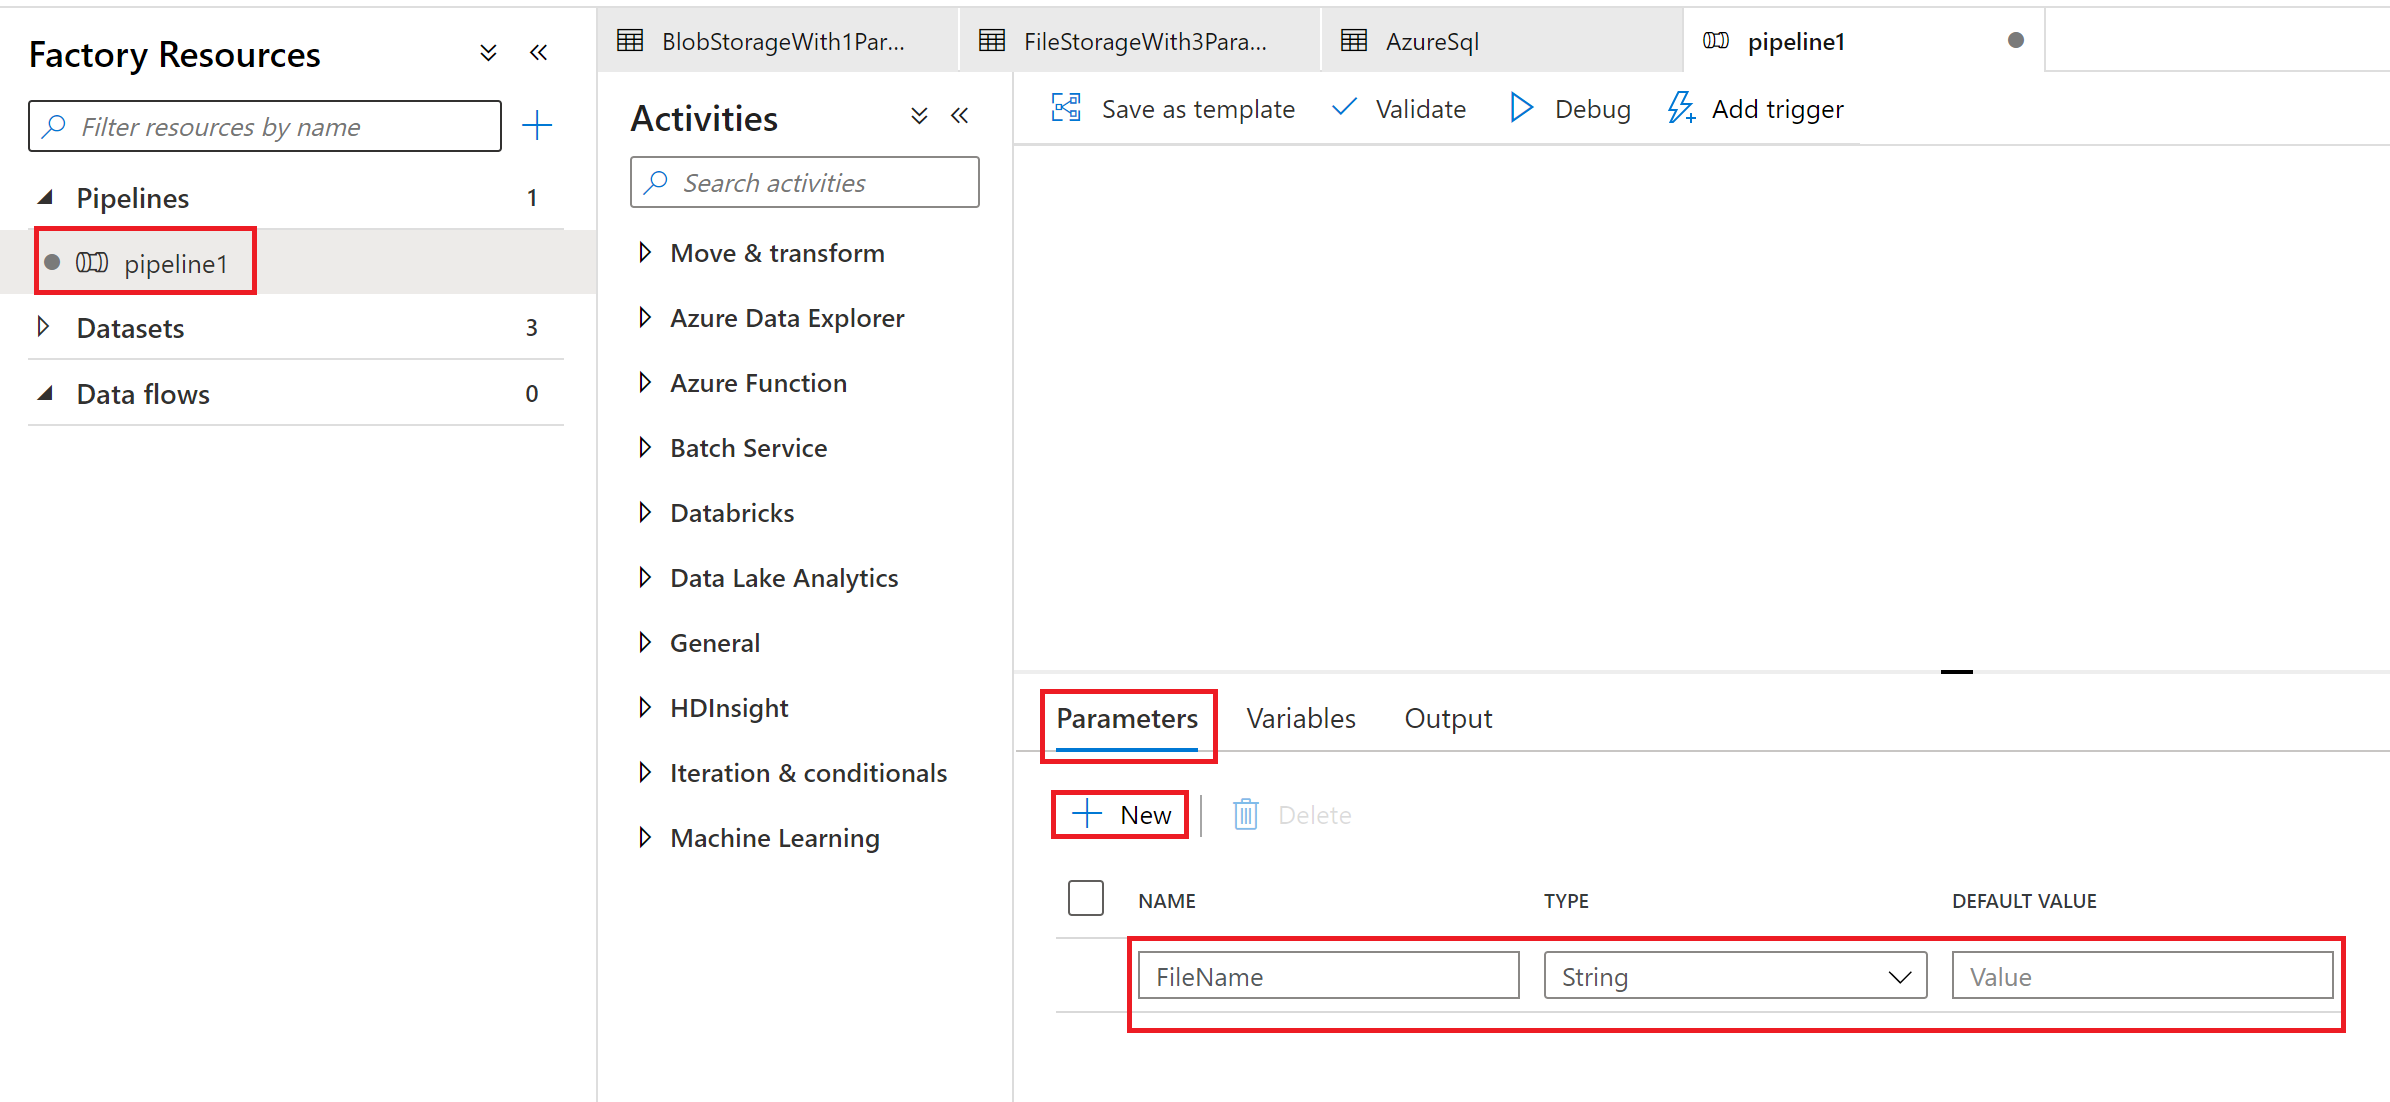 Factory Resources
Filter resources by name
Pipelines 1
pipeline1
Datasets 3
Data flows 0
BlobStorageWith1Par... FileStorageWith3Para... AzureSql pipeline1
Activities
Search activities
Move & transform
Azure Data Explorer
Azure Function
Batch Service
Databricks
Data Lake Analytics
General
HDInsight
Iteration & conditionals
Machine Learning
Save as template Validate Debug Add trigger
Parameters Variables Output
New Delete
NAME TYPE DEFAULT VALUE
FileName String Value